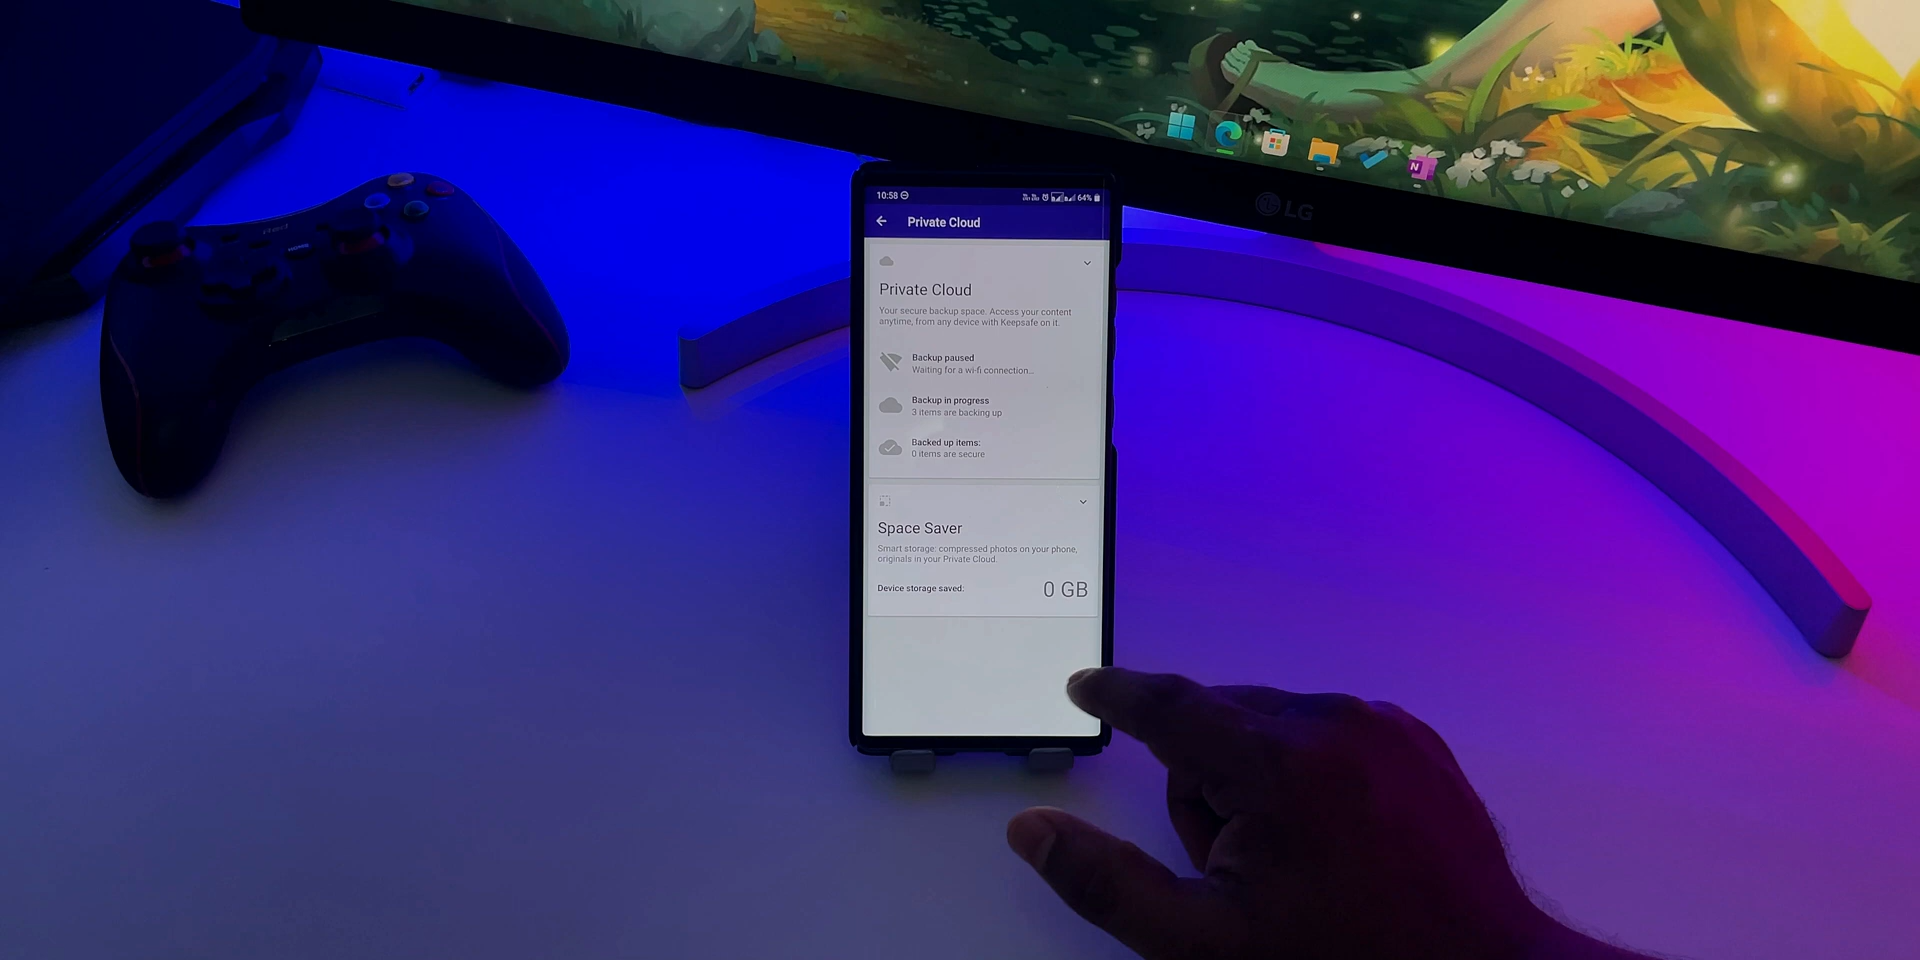 10:58
64%
Private Cloud
Private Cloud
Your secure backup space. Access your content
anytime, from any device with Keepsafe on it.
Backup paused
Waiting for a wi-fi connection...
Backup in progress
3 items are backing up
Backed up items:
0 items are secure
Space Saver
Smart storage: compressed photos on your phone,
originals in your Private Cloud.
Device storage saved:
0 GB
LG
N
HOME